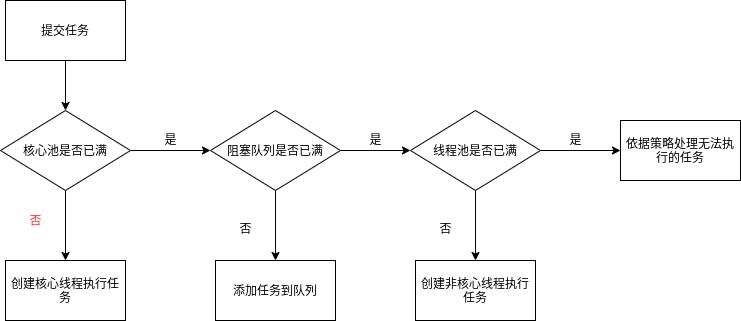 提交任务
核心池是否已满
是
阻塞队列是否已满
是
线程池是否已满
是
依据策略处理无法执
行的任务
否
否
否
创建核心线程执行任
务
添加任务到队列
创建非核心线程执行
任务